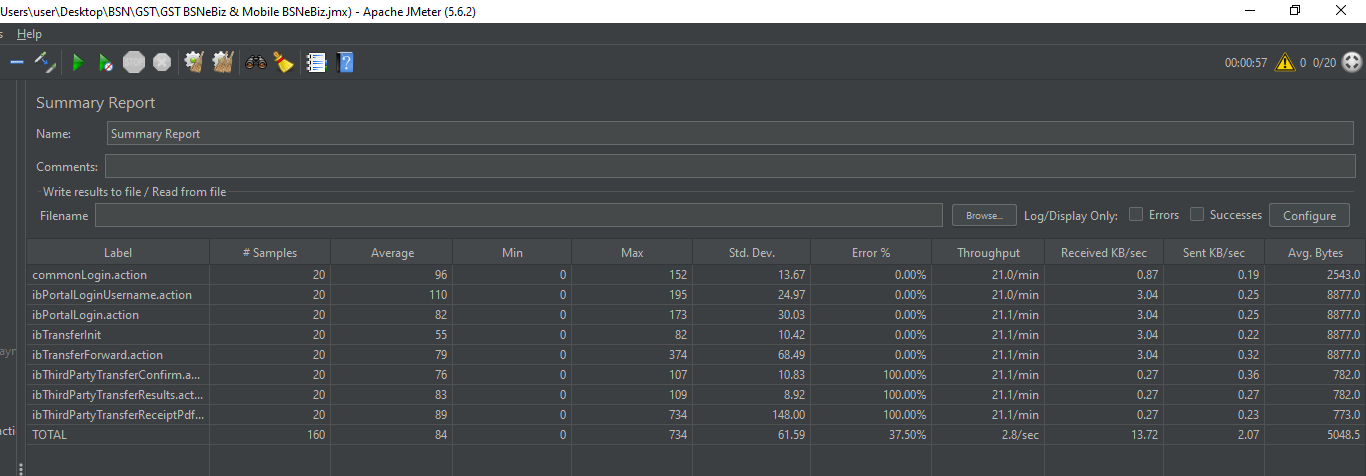 Users\user\Desktop\BSN\GST\GST BSNeBiz & Mobile BSNeBiz.jmx) - Apache JMeter (5.6.2)
s Help
STOP 00:00:57 0 0/20
Summary Report
Name: Summary Report
Comments:
Write results to file / Read from file
Filename Browse... Log/Display Only: Errors Successes Configure
Label # Samples Average Min Max Std. Dev. Error % Throughput Received KB/sec Sent KB/sec Avg. Bytes
commonLogin.action 20 96 0 152 13.67 0.00% 21.0/min 0.87 0.19 2543.0
ibPortalLoginUsername.action 20 110 0 195 24.97 0.00% 21.0/min 3.04 0.25 8877.0
ibPortalLogin.action 20 82 0 173 30.03 0.00% 21.1/min 3.04 0.25 8877.0
ibTransferInit 20 55 0 82 10.42 0.00% 21.1/min 3.04 0.22 8877.0
ayr ibTransferForward.action 20 79 0 374 68.49 0.00% 21.1/min 3.04 0.32 8877.0
ibThirdPartyTransferConfirm.a... 20 76 0 107 10.83 100.00% 21.1/min 0.27 0.36 782.0
ibThirdPartyTransferResults.act... 20 83 0 109 8.92 100.00% 21.1/min 0.27 0.27 782.0
ibThirdPartyTransferReceiptPdf... 20 89 0 734 148.00 100.00% 21.1/min 0.27 0.23 773.0
cti TOTAL 160 84 0 734 61.59 37.50% 2.8/sec 13.72 2.07 5048.5